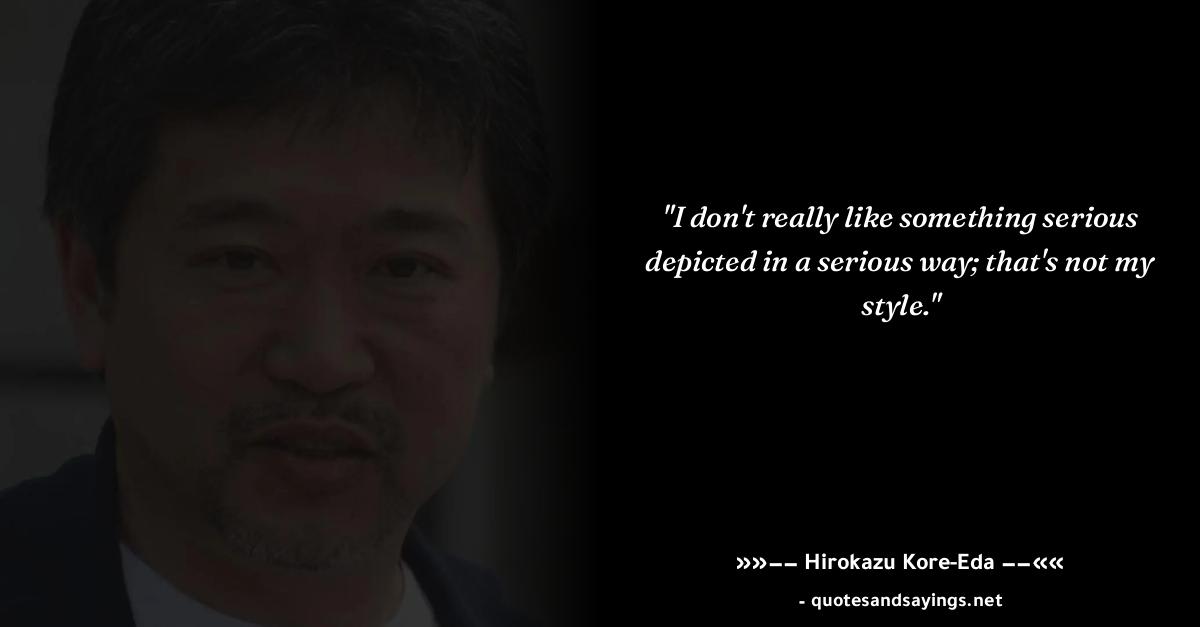 "I don't really like something serious
depicted in a serious way; that's not my
style."
»»−− Hirokazu Kore-Eda −−««
- quotesandsayings.net